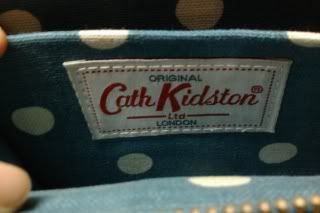 ORIGINAL
Cath Kidston®
Ltd
LONDON